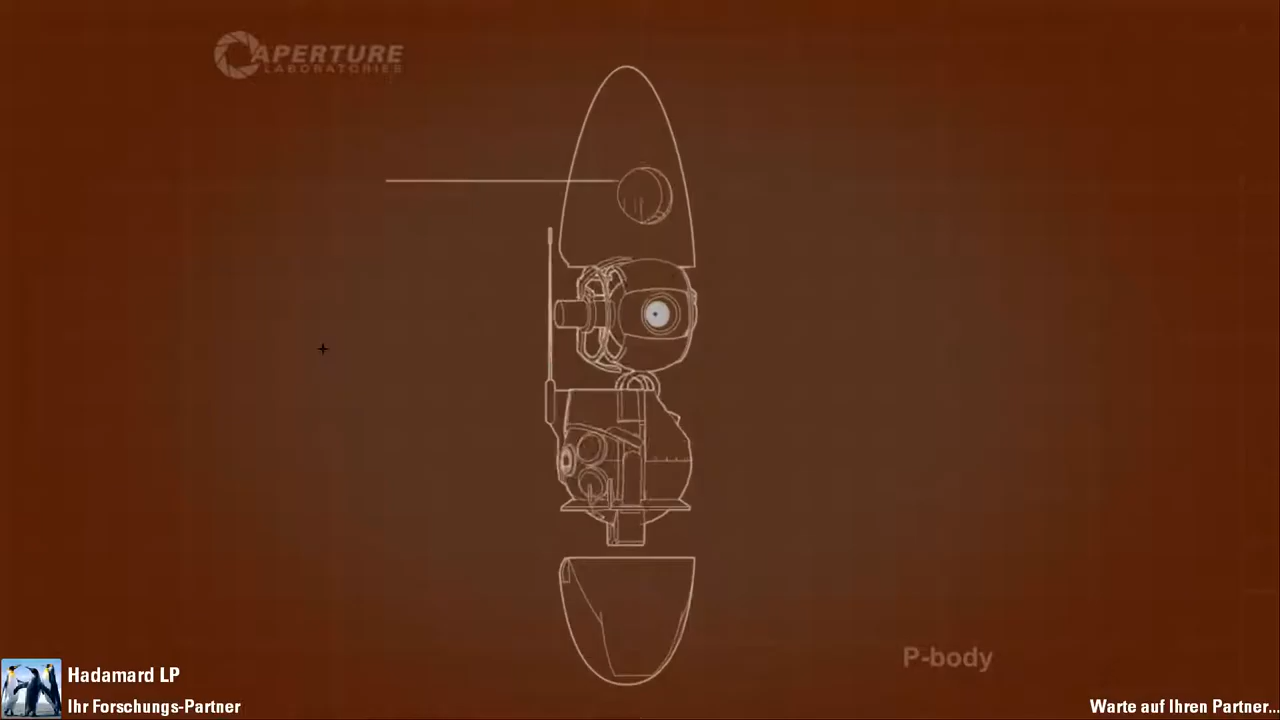 APERTURE
LABORATORIES
P-body
Hadamard LP
Ihr Forschungs-Partner
Warte auf Ihren Partner...